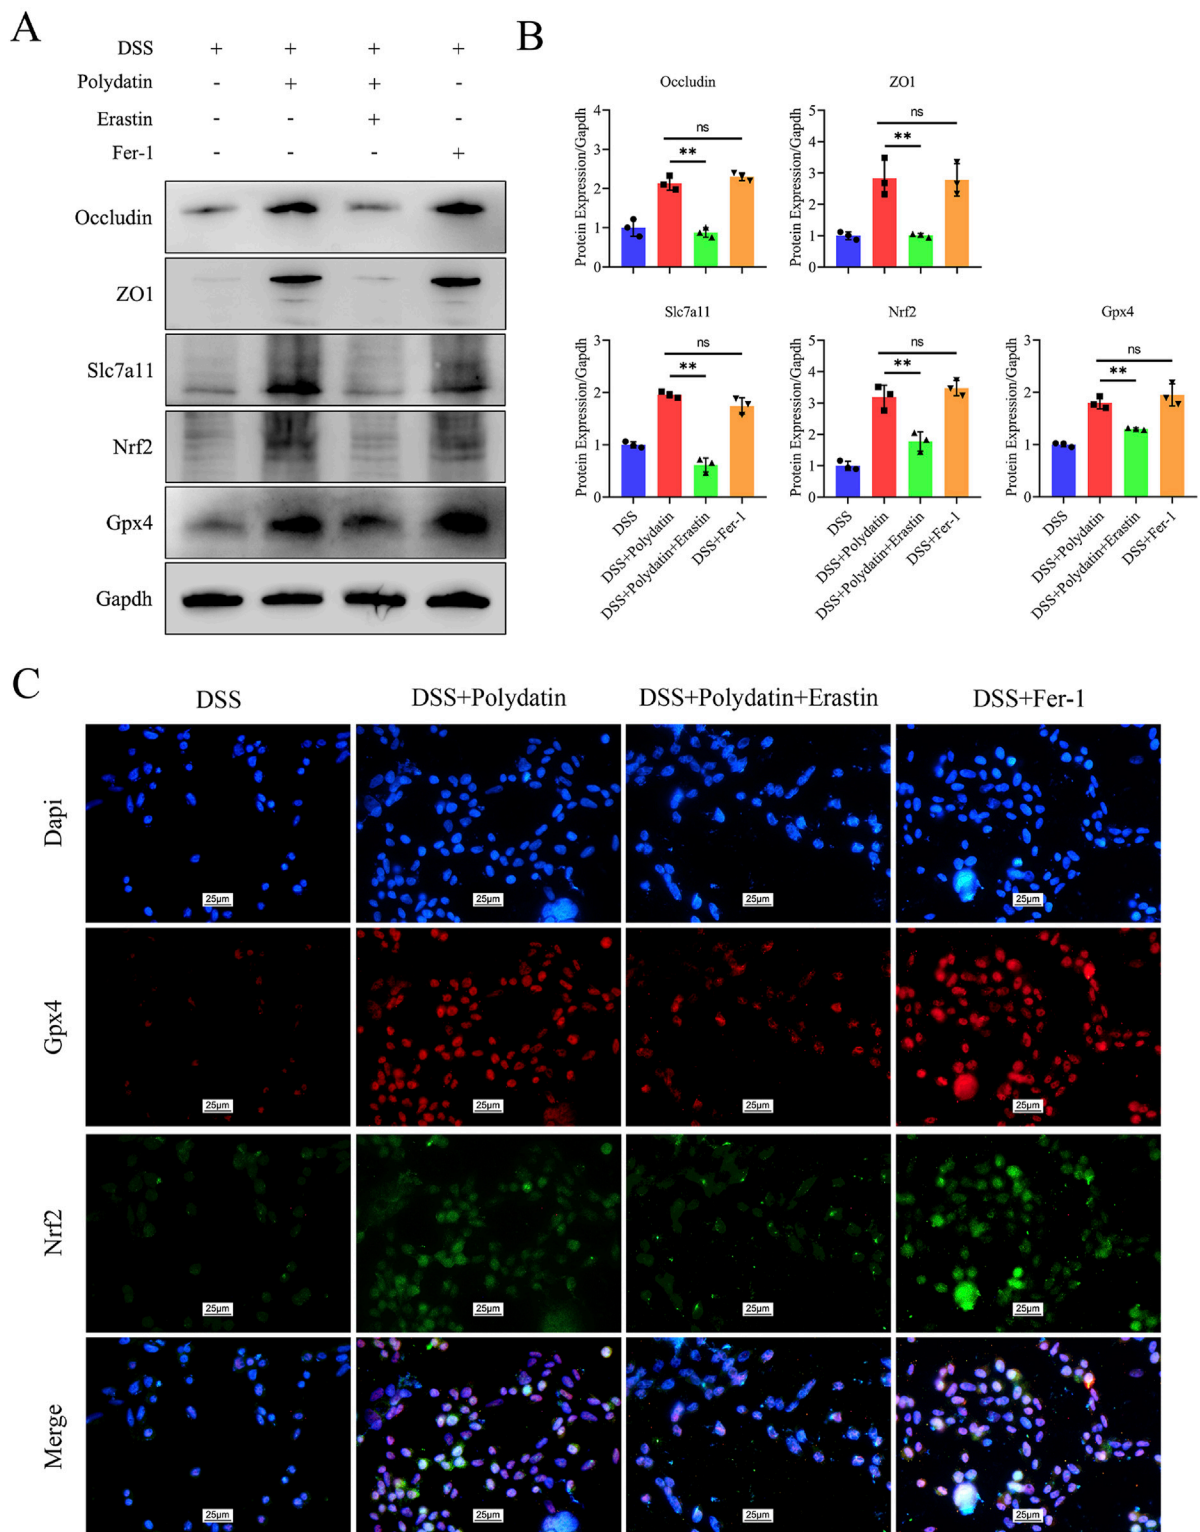 A
DSS + + + +
Polydatin - + + -
Erastin - - + -
Fer-1 - - - +
Occludin
ZO1
Slc7a11
Nrf2
Gpx4
Gapdh
B
Occludin
Protein Expression/Gapdh
4
3
2
1
0
ns
**
ZO1
Protein Expression/Gapdh
5
4
3
2
1
0
ns
**
Slc7a11
Protein Expression/Gapdh
3
2
1
0
ns
**
DSS
DSS+Polydatin
DSS+Polydatin+Erastin
DSS+Fer-1
Nrf2
Protein Expression/Gapdh
5
4
3
2
1
0
ns
**
DSS
DSS+Polydatin
DSS+Polydatin+Erastin
DSS+Fer-1
Gpx4
Protein Expression/Gapdh
3
2
1
0
ns
**
DSS
DSS+Polydatin
DSS+Polydatin+Erastin
DSS+Fer-1
C
DSS DSS+Polydatin DSS+Polydatin+Erastin DSS+Fer-1
Dapi
25μm 25μm 25μm 25μm
Gpx4
25μm 25μm 25μm 25μm
Nrf2
25μm 25μm 25μm 25μm
Merge
25μm 25μm 25μm 25μm